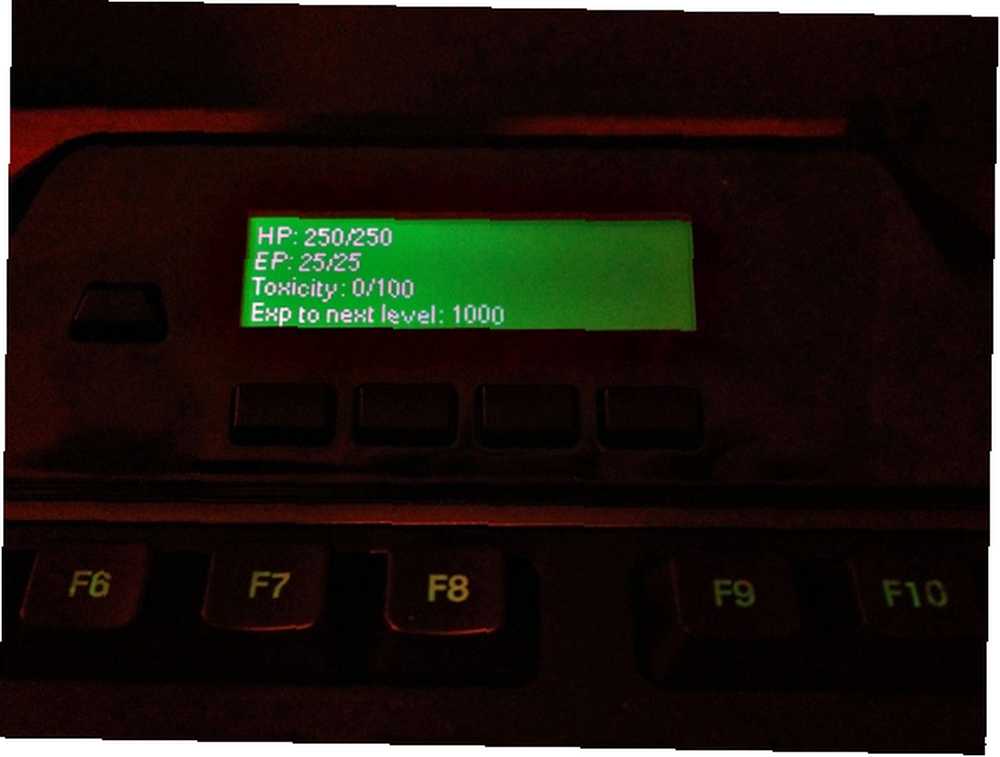 HP: 250/250
EP: 25/25
Toxicity: 0/100
Exp to next level: 1000
F6 F7 F8 F9 F10